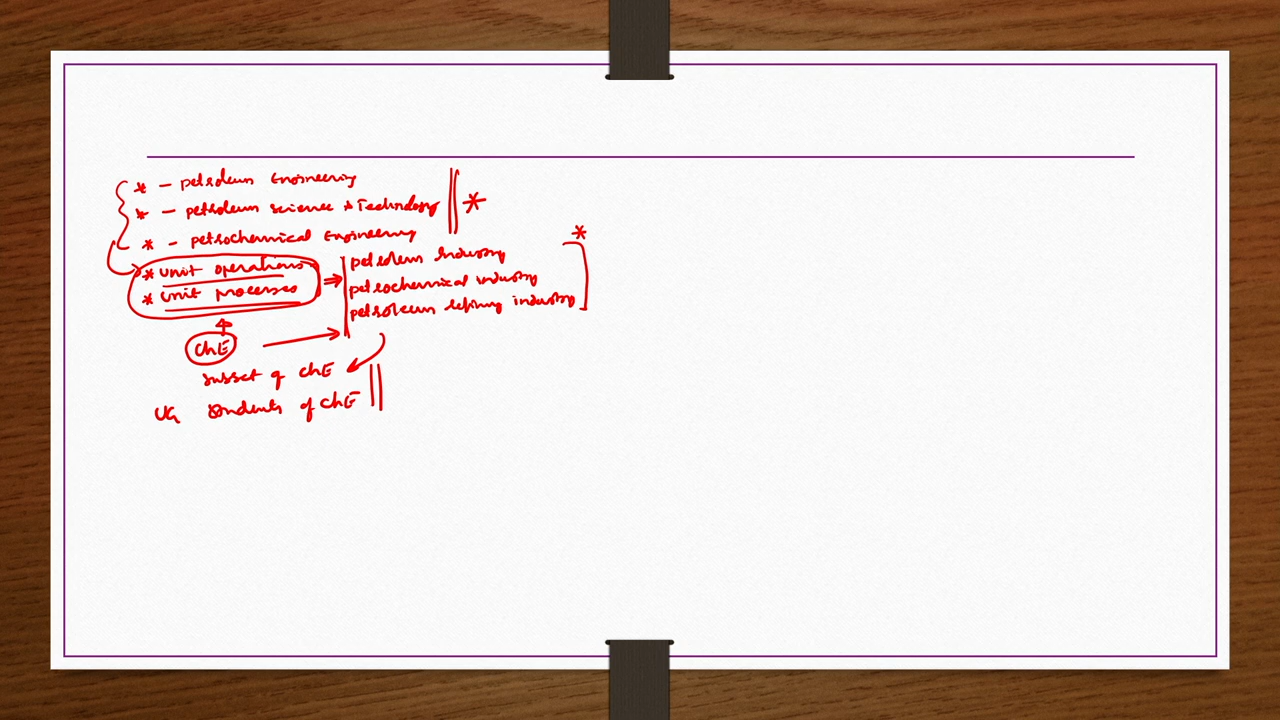 * - petroleum Engineering
* - petroleum science & Technology *
* - petrochemical Engineering
*
* unit operations
* unit processes
⇒ petroleum Industry
petrochemical industry
petroleum refining industry
ChE
subset of ChE
UG students of ChE